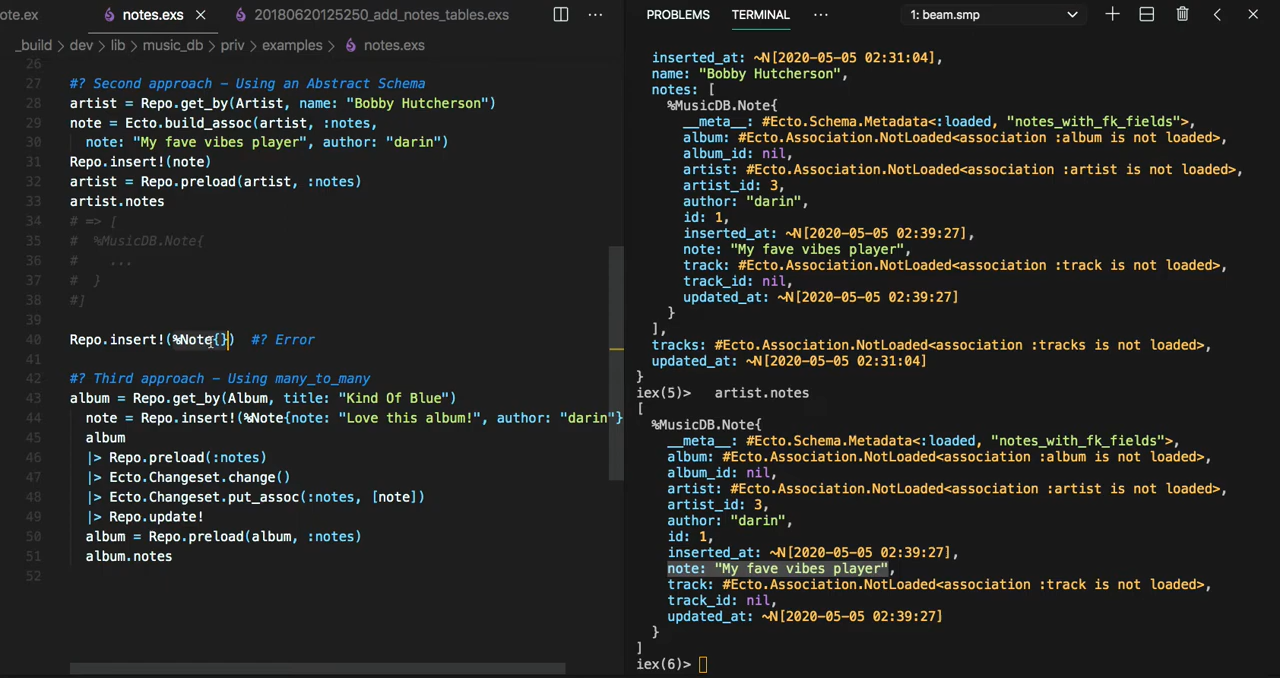 ote.ex
notes.exs
20180620125250_add_notes_tables.exs
_build > dev > lib > music_db > priv > examples > notes.exs
26
27 #? Second approach – Using an Abstract Schema
28 artist = Repo.get_by(Artist, name: "Bobby Hutcherson")
29 note = Ecto.build_assoc(artist, :notes,
30 note: "My fave vibes player", author: "darin")
31 Repo.insert!(note)
32 artist = Repo.preload(artist, :notes)
33 artist.notes
34 # => [
35 # %MusicDB.Note{
36 # ...
37 # }
38 #]
39
40 Repo.insert!(%Note{}) #? Error
41
42 #? Third approach – Using many_to_many
43 album = Repo.get_by(Album, title: "Kind Of Blue")
44 note = Repo.insert!(%Note{note: "Love this album!", author: "darin"}
45 album
46 |> Repo.preload(:notes)
47 |> Ecto.Changeset.change()
48 |> Ecto.Changeset.put_assoc(:notes, [note])
49 |> Repo.update!
50 album = Repo.preload(album, :notes)
51 album.notes
52
PROBLEMS TERMINAL ··· 1: beam.smp
inserted_at: ~N[2020-05-05 02:31:04],
name: "Bobby Hutcherson",
notes: [
%MusicDB.Note{
__meta__: #Ecto.Schema.Metadata<:loaded, "notes_with_fk_fields">,
album: #Ecto.Association.NotLoaded<association :album is not loaded>,
album_id: nil,
artist: #Ecto.Association.NotLoaded<association :artist is not loaded>,
artist_id: 3,
author: "darin",
id: 1,
inserted_at: ~N[2020-05-05 02:39:27],
note: "My fave vibes player",
track: #Ecto.Association.NotLoaded<association :track is not loaded>,
track_id: nil,
updated_at: ~N[2020-05-05 02:39:27]
}
],
tracks: #Ecto.Association.NotLoaded<association :tracks is not loaded>,
updated_at: ~N[2020-05-05 02:31:04]
}
iex(5)> artist.notes
[
%MusicDB.Note{
__meta__: #Ecto.Schema.Metadata<:loaded, "notes_with_fk_fields">,
album: #Ecto.Association.NotLoaded<association :album is not loaded>,
album_id: nil,
artist: #Ecto.Association.NotLoaded<association :artist is not loaded>,
artist_id: 3,
author: "darin",
id: 1,
inserted_at: ~N[2020-05-05 02:39:27],
note: "My fave vibes player",
track: #Ecto.Association.NotLoaded<association :track is not loaded>,
track_id: nil,
updated_at: ~N[2020-05-05 02:39:27]
}
]
iex(6)>